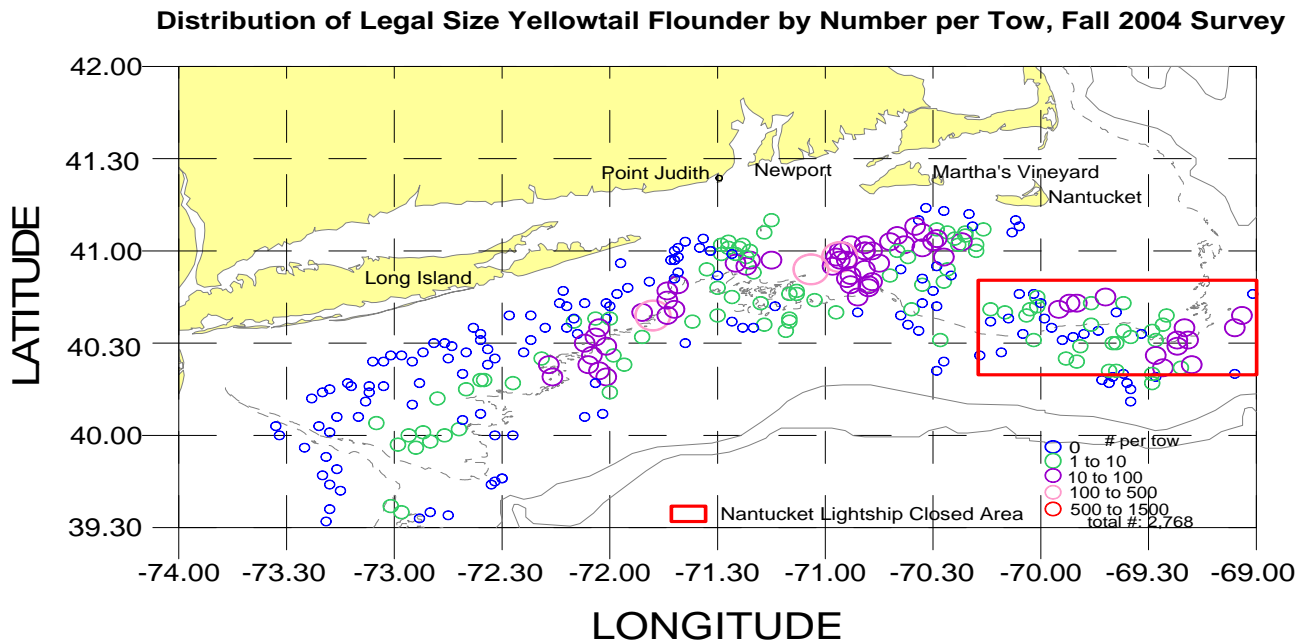 Distribution of Legal Size Yellowtail Flounder by Number per Tow, Fall 2004 Survey
42.00
41.30
41.00
40.30
40.00
39.30
LATITUDE
Point Judith
Newport
Martha's Vineyard
Nantucket
Long Island
# per tow
0
1 to 10
10 to 100
100 to 500
500 to 1500
total #: 2,768
Nantucket Lightship Closed Area
-74.00 -73.30 -73.00 -72.30 -72.00 -71.30 -71.00 -70.30 -70.00 -69.30 -69.00
LONGITUDE